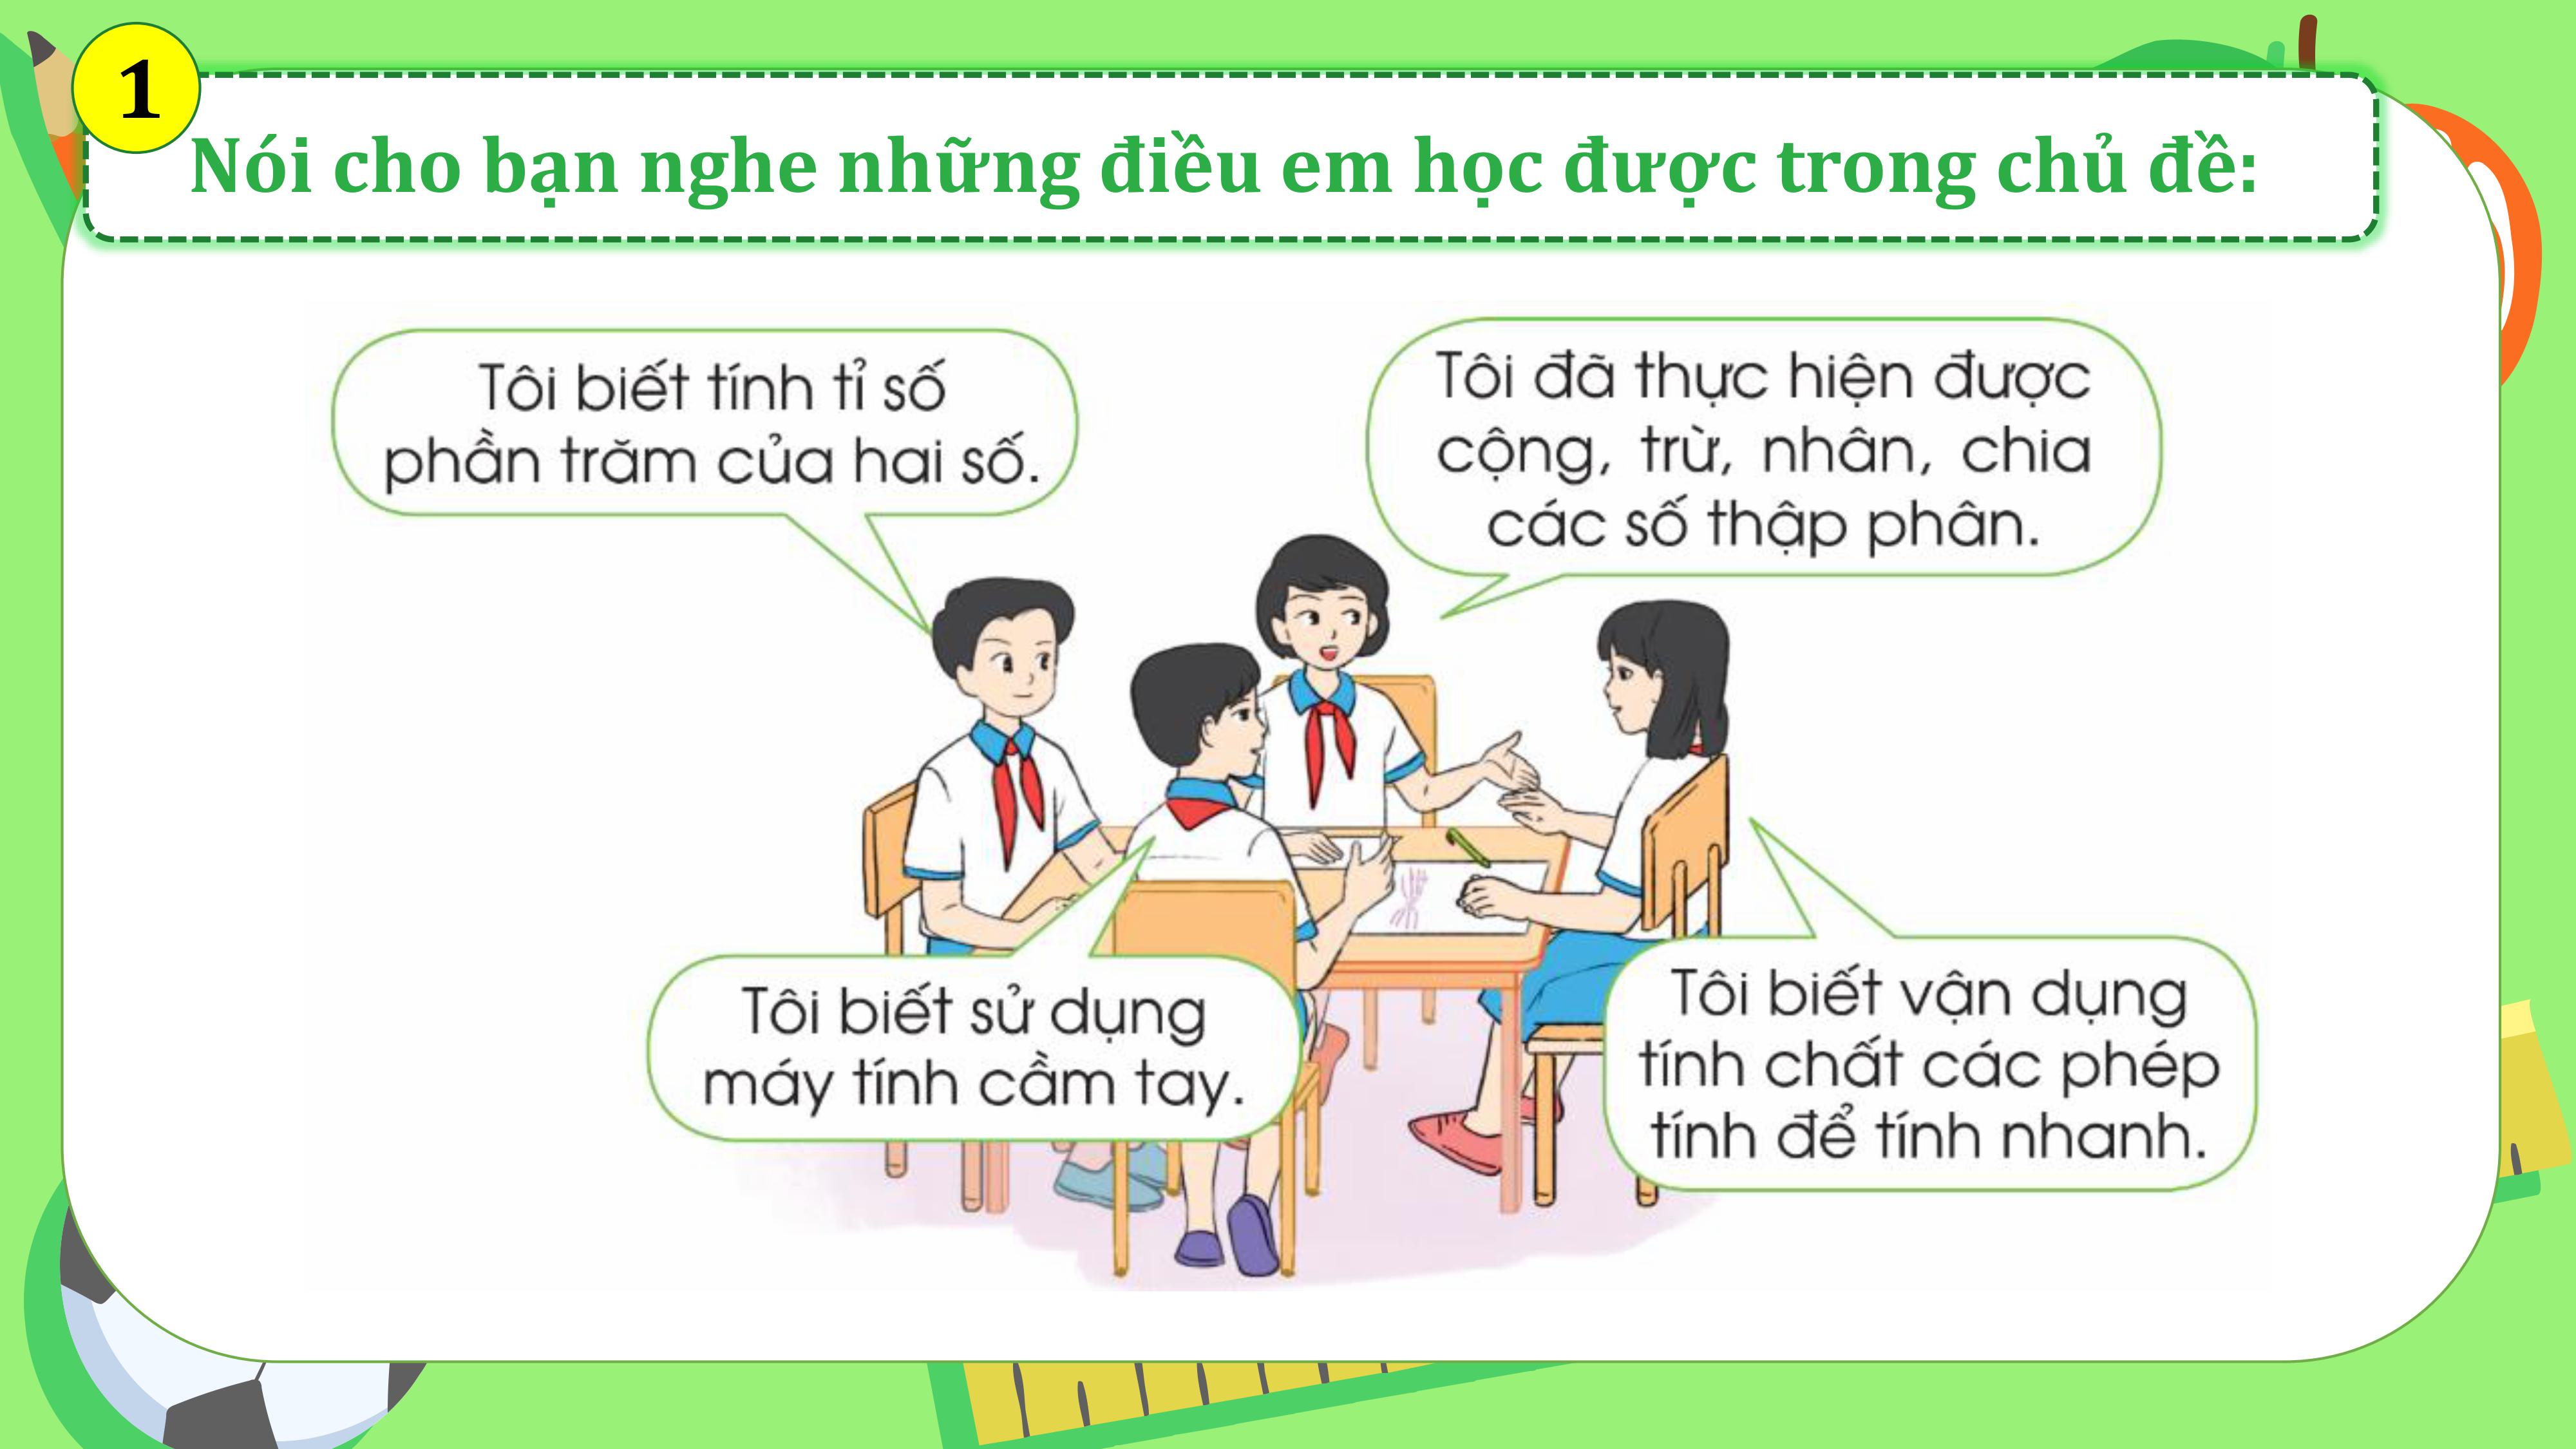 1
Nói cho bạn nghe những điều em học được trong chủ đề:
Tôi biết tính tỉ số
phần trăm của hai số.
Tôi đã thực hiện được
cộng, trừ, nhân, chia
các số thập phân.
Tôi biết sử dụng
máy tính cầm tay.
Tôi biết vận dụng
tính chất các phép
tính để tính nhanh.